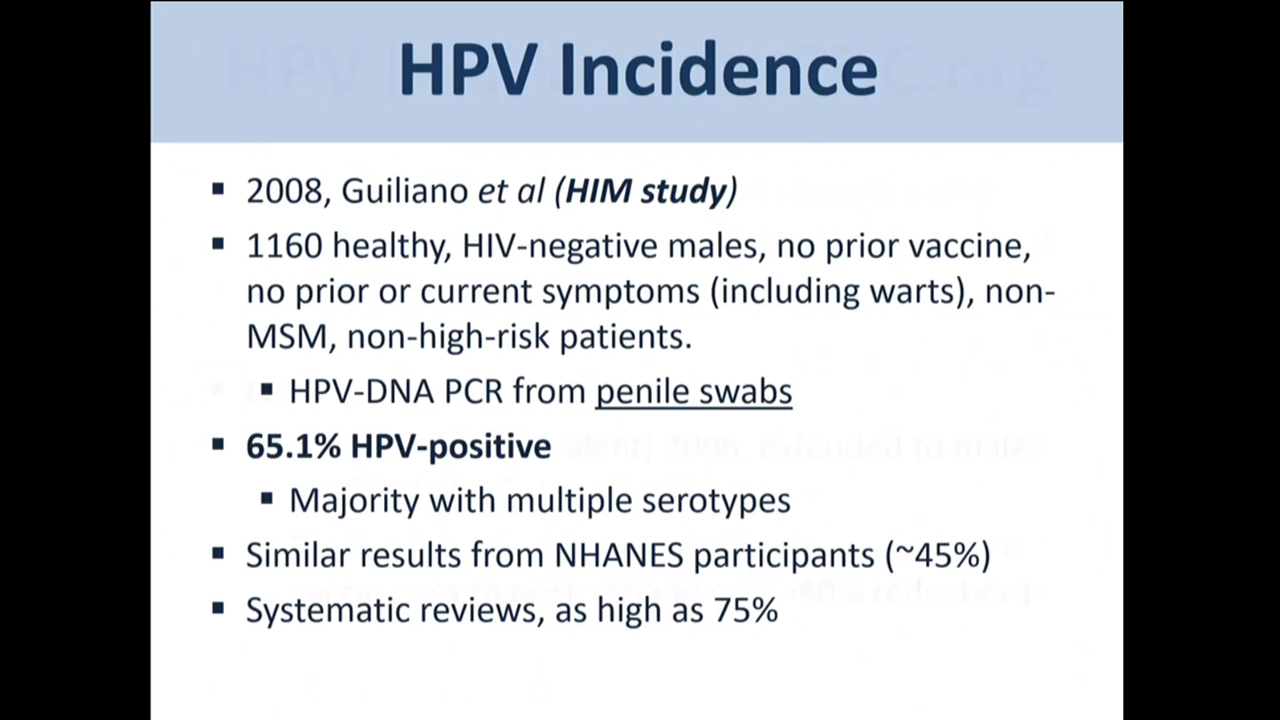 HPV Incidence
▪ 2008, Guiliano et al (HIM study)
▪ 1160 healthy, HIV-negative males, no prior vaccine,
no prior or current symptoms (including warts), non-
MSM, non-high-risk patients.
▪ HPV-DNA PCR from penile swabs
▪ 65.1% HPV-positive
▪ Majority with multiple serotypes
▪ Similar results from NHANES participants (~45%)
▪ Systematic reviews, as high as 75%